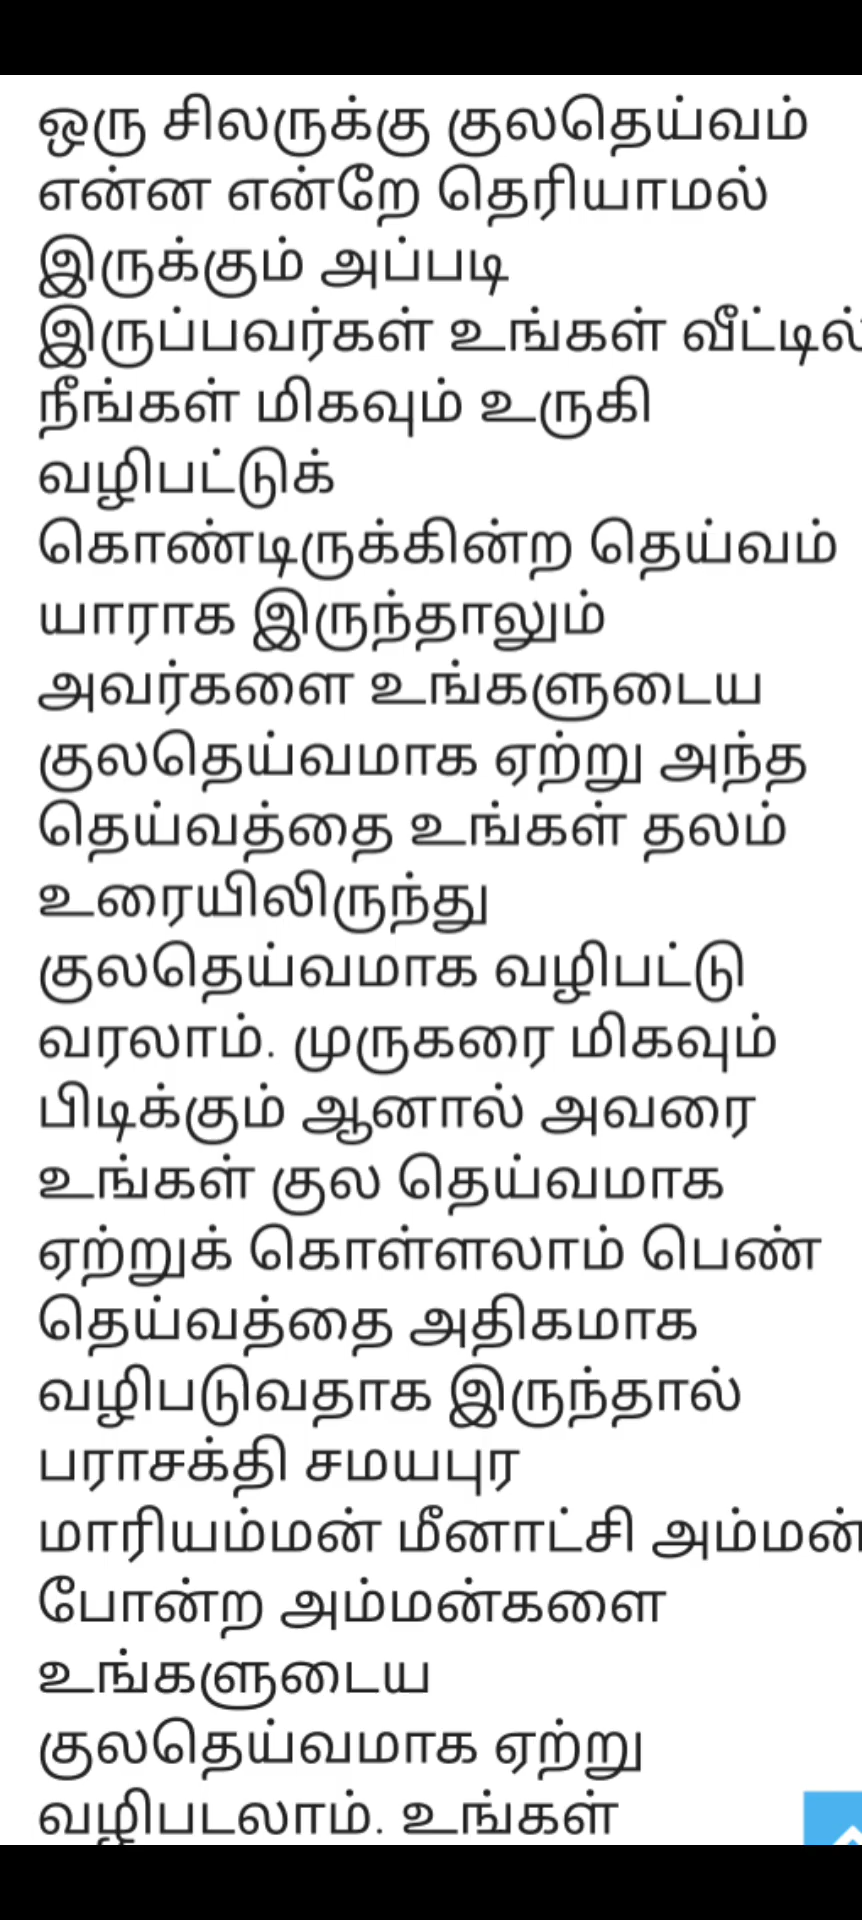 ஒரு சிலருக்கு குலதெய்வம்
என்ன என்றே தெரியாமல்
இருக்கும் அப்படி
இருப்பவர்கள் உங்கள் வீட்டில்
நீங்கள் மிகவும் உருகி
வழிபட்டுக்
கொண்டிருக்கின்ற தெய்வம்
யாராக இருந்தாலும்
அவர்களை உங்களுடைய
குலதெய்வமாக ஏற்று அந்த
தெய்வத்தை உங்கள் தலம்
உரையிலிருந்து
குலதெய்வமாக வழிபட்டு
வரலாம். முருகரை மிகவும்
பிடிக்கும் ஆனால் அவரை
உங்கள் குல தெய்வமாக
ஏற்றுக் கொள்ளலாம் பெண்
தெய்வத்தை அதிகமாக
வழிபடுவதாக இருந்தால்
பராசக்தி சமயபுர
மாரியம்மன் மீனாட்சி அம்மன்
போன்ற அம்மன்களை
உங்களுடைய
குலதெய்வமாக ஏற்று
வழிபடலாம். உங்கள்